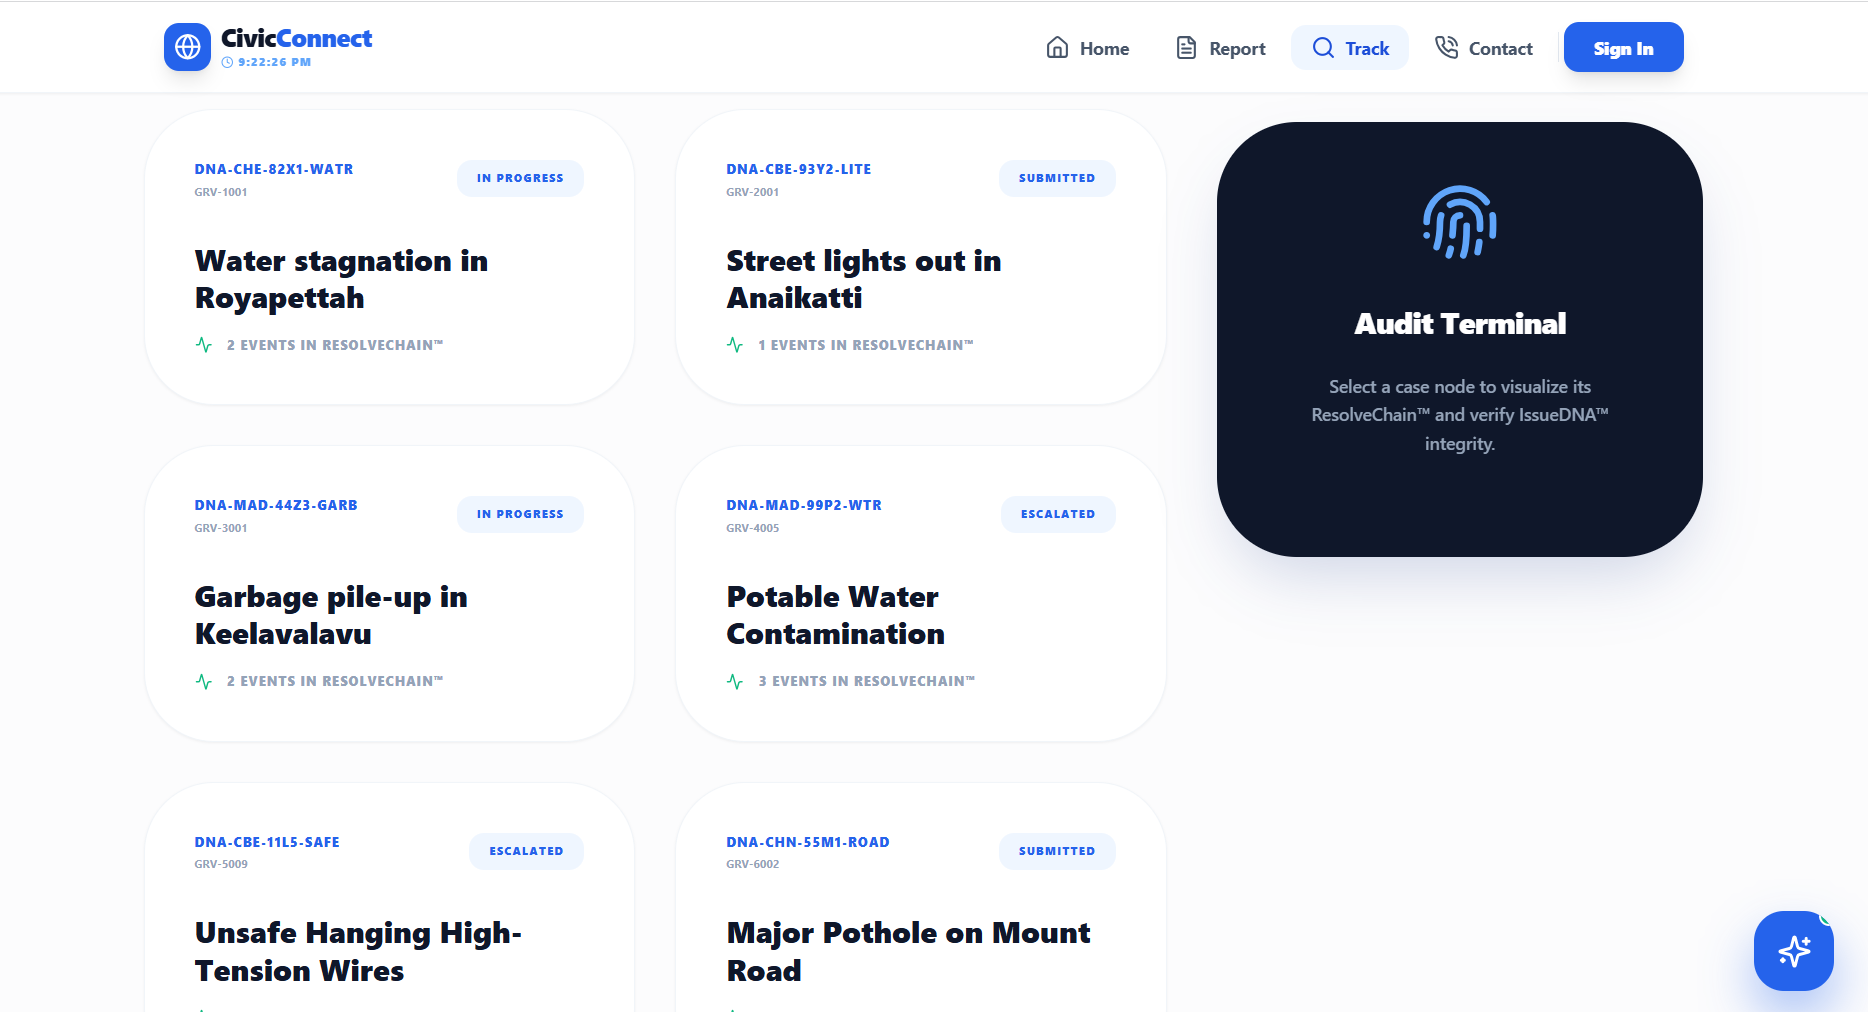 CivicConnect
9:22:26 PM
Home
Report
Track
Contact
Sign In
DNA-CHE-82X1-WATR
GRV-1001
IN PROGRESS
Water stagnation in
Royapettah
2 EVENTS IN RESOLVECHAIN™
DNA-CBE-93Y2-LITE
GRV-2001
SUBMITTED
Street lights out in
Anaikatti
1 EVENTS IN RESOLVECHAIN™
Audit Terminal
Select a case node to visualize its
ResolveChain™ and verify IssueDNA™
integrity.
DNA-MAD-44Z3-GARB
GRV-3001
IN PROGRESS
Garbage pile-up in
Keelavalavu
2 EVENTS IN RESOLVECHAIN™
DNA-MAD-99P2-WTR
GRV-4005
ESCALATED
Potable Water
Contamination
3 EVENTS IN RESOLVECHAIN™
DNA-CBE-11L5-SAFE
GRV-5009
ESCALATED
Unsafe Hanging High-
Tension Wires
DNA-CHN-55M1-ROAD
GRV-6002
SUBMITTED
Major Pothole on Mount
Road